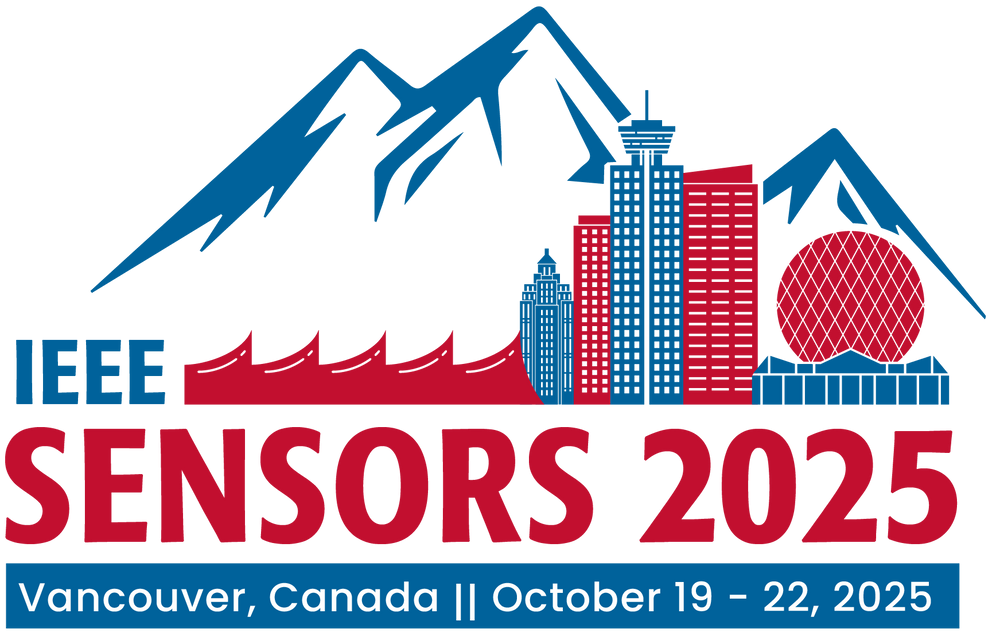 IEEE
SENSORS 2025
Vancouver, Canada || October 19 - 22, 2025